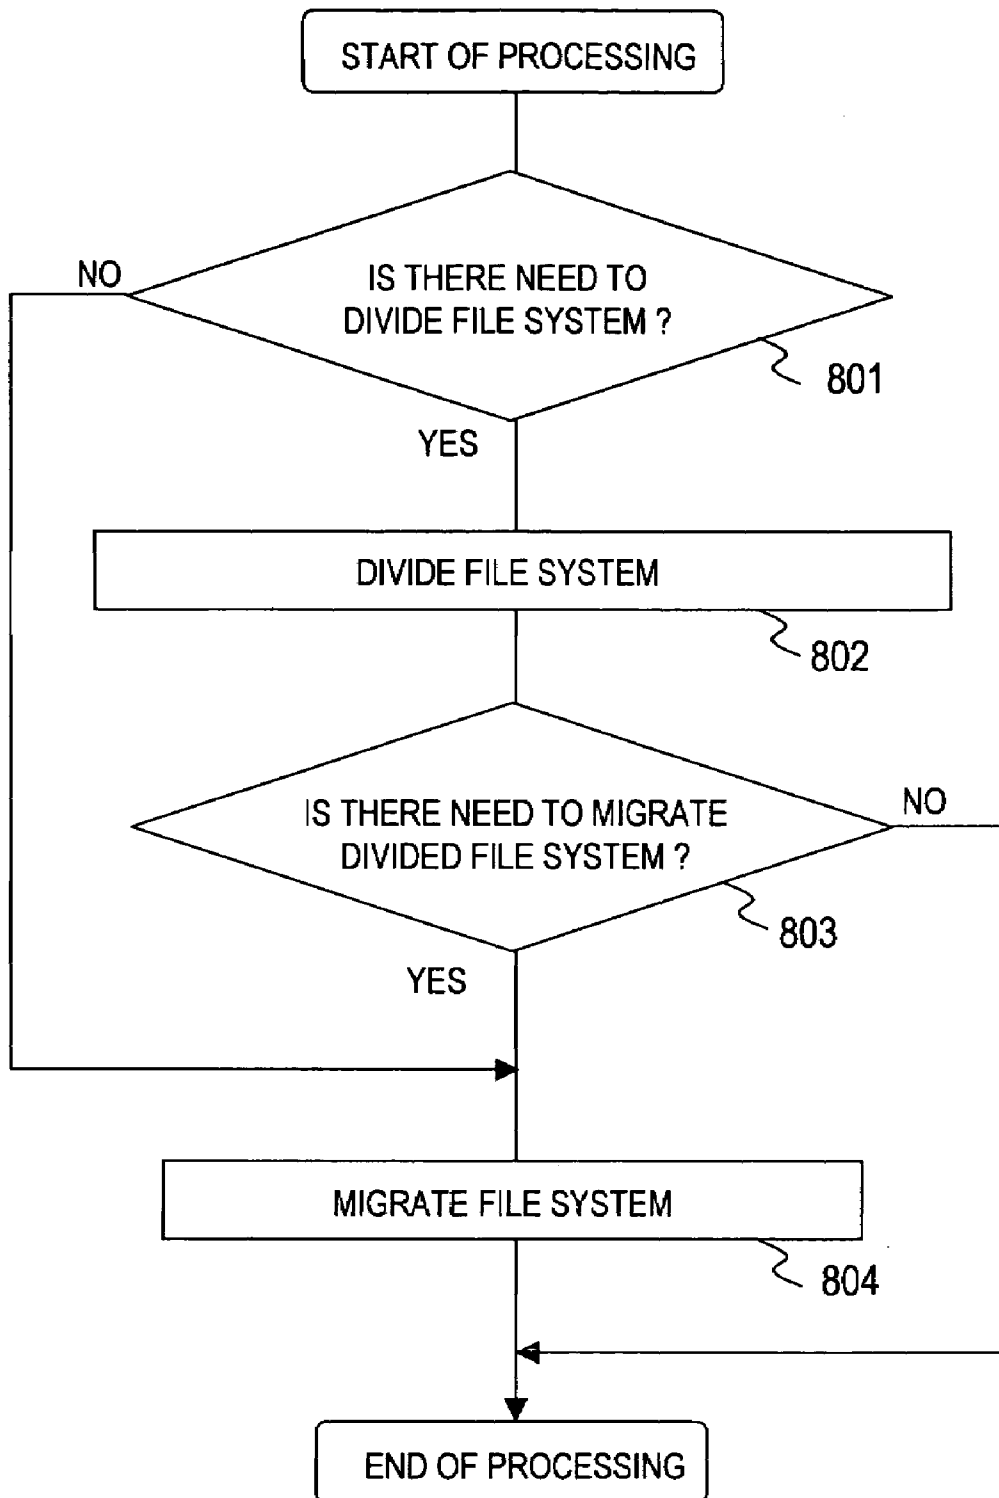 START OF PROCESSING
NO
IS THERE NEED TO
DIVIDE FILE SYSTEM ?
801
YES
DIVIDE FILE SYSTEM
802
IS THERE NEED TO MIGRATE
DIVIDED FILE SYSTEM ?
NO
803
YES
MIGRATE FILE SYSTEM
804
END OF PROCESSING